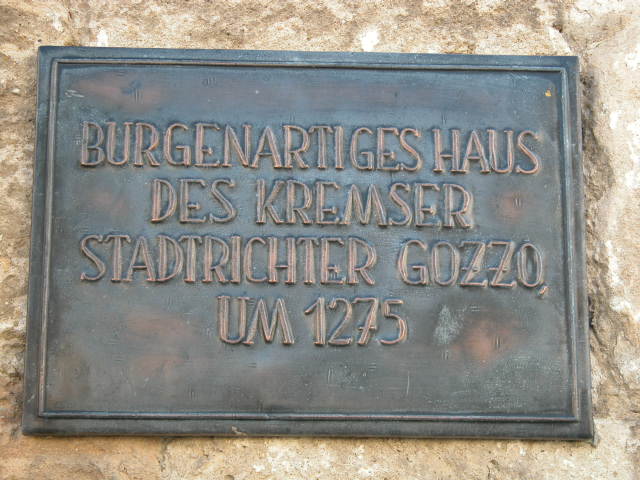 BURGENARTIGES HAUS
DES KREMSER
STADTRICHTER GOZZO,
UM 1275